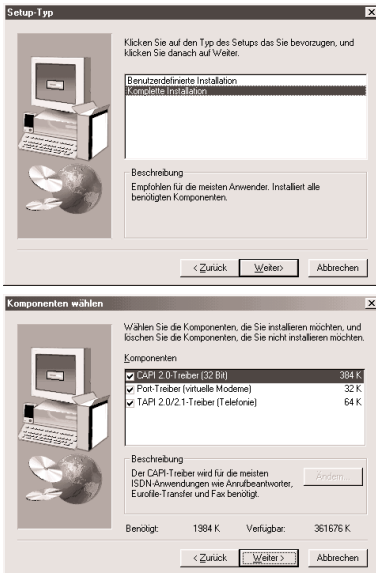 Setup-Typ
Klicken Sie auf den Typ des Setups das Sie bevorzugen, und
klicken Sie danach auf Weiter.
Benutzerdefinierte Installation
Komplette Installation
Beschreibung
Empfohlen für die meisten Anwender. Installiert alle
benötigten Komponenten.
< Zurück
Weiter>
Abbrechen
Komponenten wählen
Wählen Sie die Komponenten, die Sie installieren möchten, und
löschen Sie die Komponenten, die Sie nicht installieren möchten.
Komponenten
CAPI 2.0-Treiber (32 Bit) 384 K
Port-Treiber (virtuelle Modems) 32 K
TAPI 2.0/2.1-Treiber (Telefonie) 64 K
Beschreibung
Der CAPI-Treiber wird für die meisten
ISDN-Anwendungen wie Anrufbeantworter,
Eurofile-Transfer und Fax benötigt.
Ändern...
Benötigt: 1984 K Verfügbar: 361676 K
< Zurück
Weiter >
Abbrechen